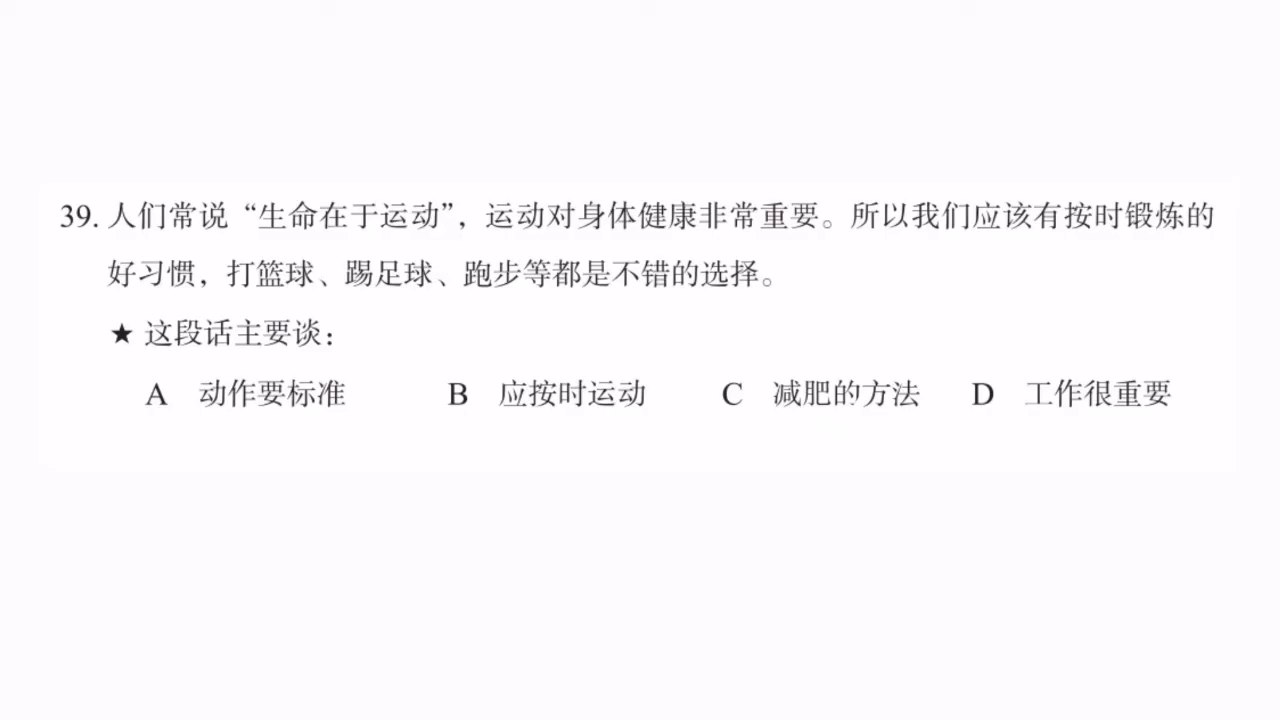 39. 人们常说“生命在于运动”，运动对身体健康非常重要。所以我们应该有按时锻炼的
好习惯，打篮球、踢足球、跑步等都是不错的选择。
★ 这段话主要谈：
A 动作要标准 B 应按时运动 C 减肥的方法 D 工作很重要